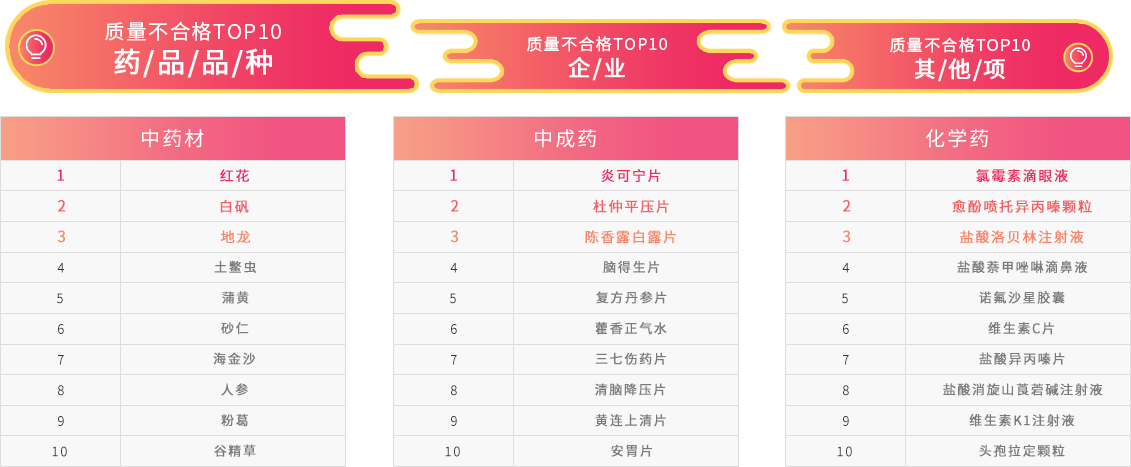 质量不合格TOP10
药/品/品/种
质量不合格TOP10
企/业
质量不合格TOP10
其/他/项
中药材
1 红花
2 白矾
3 地龙
4 土鳖虫
5 蒲黄
6 砂仁
7 海金沙
8 人参
9 粉葛
10 谷精草
中成药
1 炎可宁片
2 杜仲平压片
3 陈香露白露片
4 脑得生片
5 复方丹参片
6 藿香正气水
7 三七伤药片
8 清脑降压片
9 黄连上清片
10 安胃片
化学药
1 氯霉素滴眼液
2 愈酚喷托异丙嗪颗粒
3 盐酸洛贝林注射液
4 盐酸萘甲唑啉滴鼻液
5 诺氟沙星胶囊
6 维生素C片
7 盐酸异丙嗪片
8 盐酸消旋山莨菪碱注射液
9 维生素K1注射液
10 头孢拉定颗粒